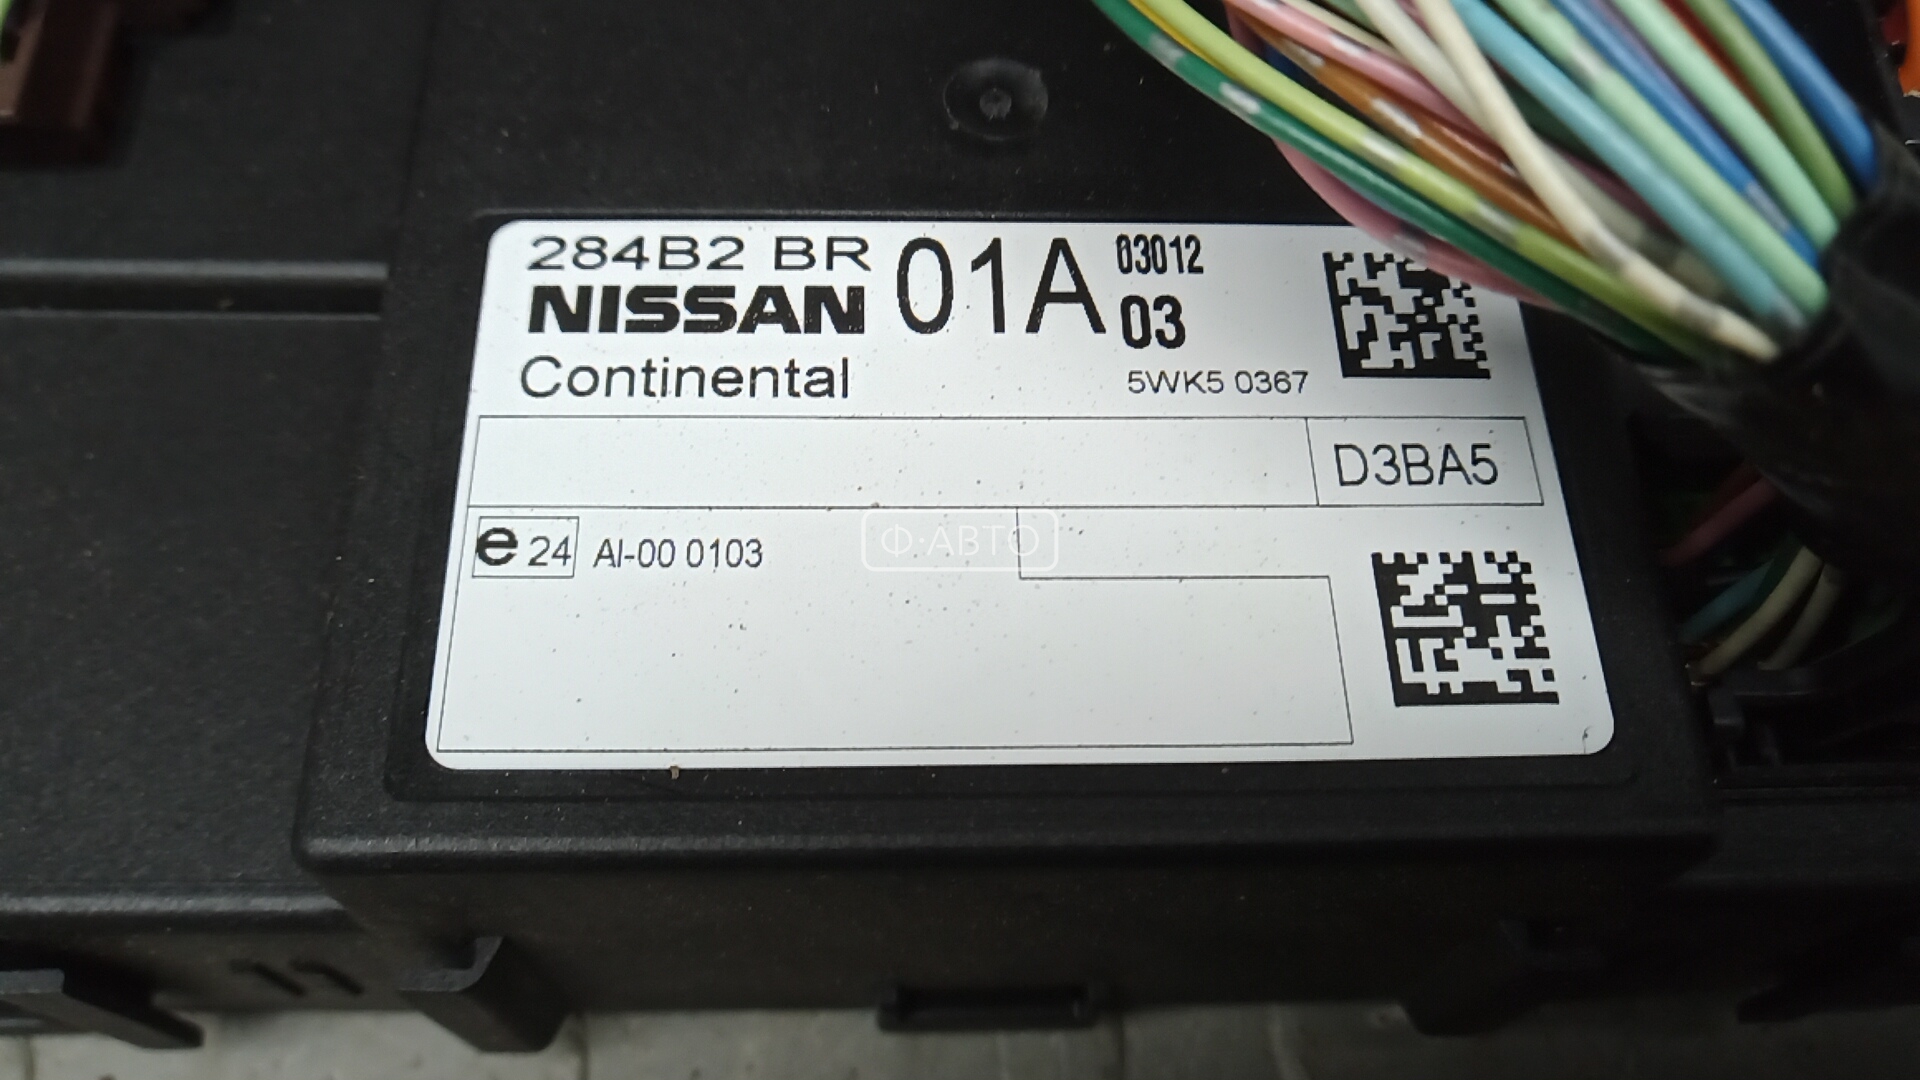 284B2 BR 01A 03012
NISSAN 03
Continental 5WK5 0367
D3BA5
e 24 AI-00 0103
Ф·АВТО